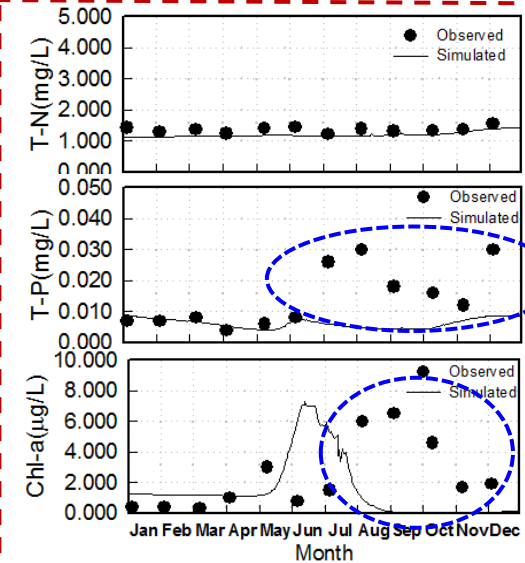 5.000
4.000
3.000
2.000
1.000
0.000
T-N(mg/L)
Observed
Simulated
0.050
0.040
0.030
0.020
0.010
0.000
T-P(mg/L)
Observed
Simulated
10.000
8.000
6.000
4.000
2.000
0.000
Chl-a(µg/L)
Observed
Simulated
Jan Feb Mar Apr May Jun Jul Aug Sep Oct Nov Dec
Month